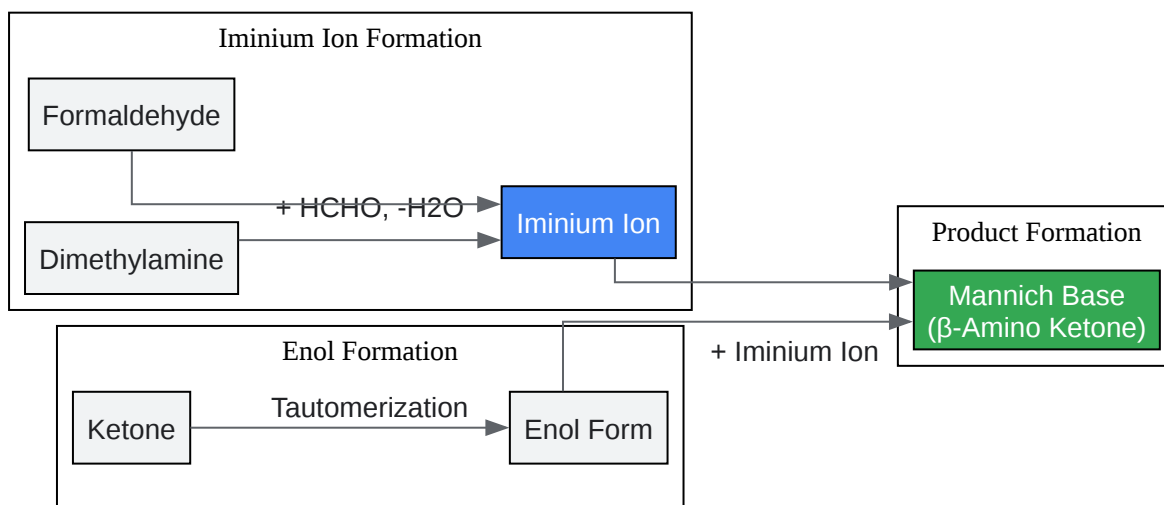 Iminium Ion Formation
Formaldehyde
+ HCHO, -H2O
Iminium Ion
Dimethylamine
Product Formation
Mannich Base
(β-Amino Ketone)
Enol Formation
+ Iminium Ion
Ketone
Tautomerization
Enol Form